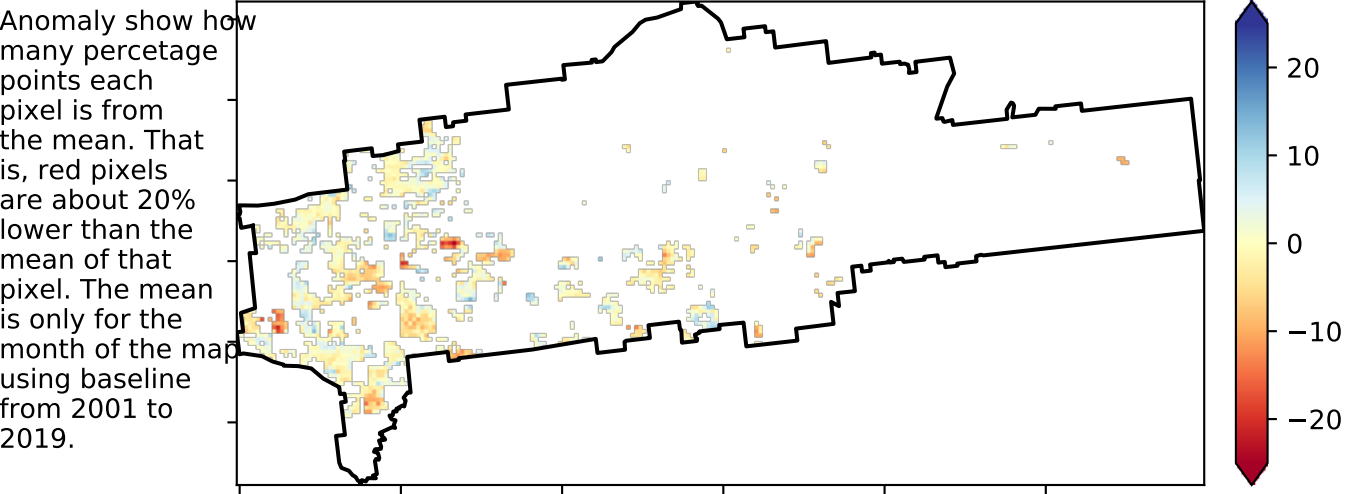 Anomaly show how
many percetage
points each
pixel is from
the mean. That
is, red pixels
are about 20%
lower than the
mean of that
pixel. The mean
is only for the
month of the map
using baseline
from 2001 to
2019.
20
10
0
−10
−20